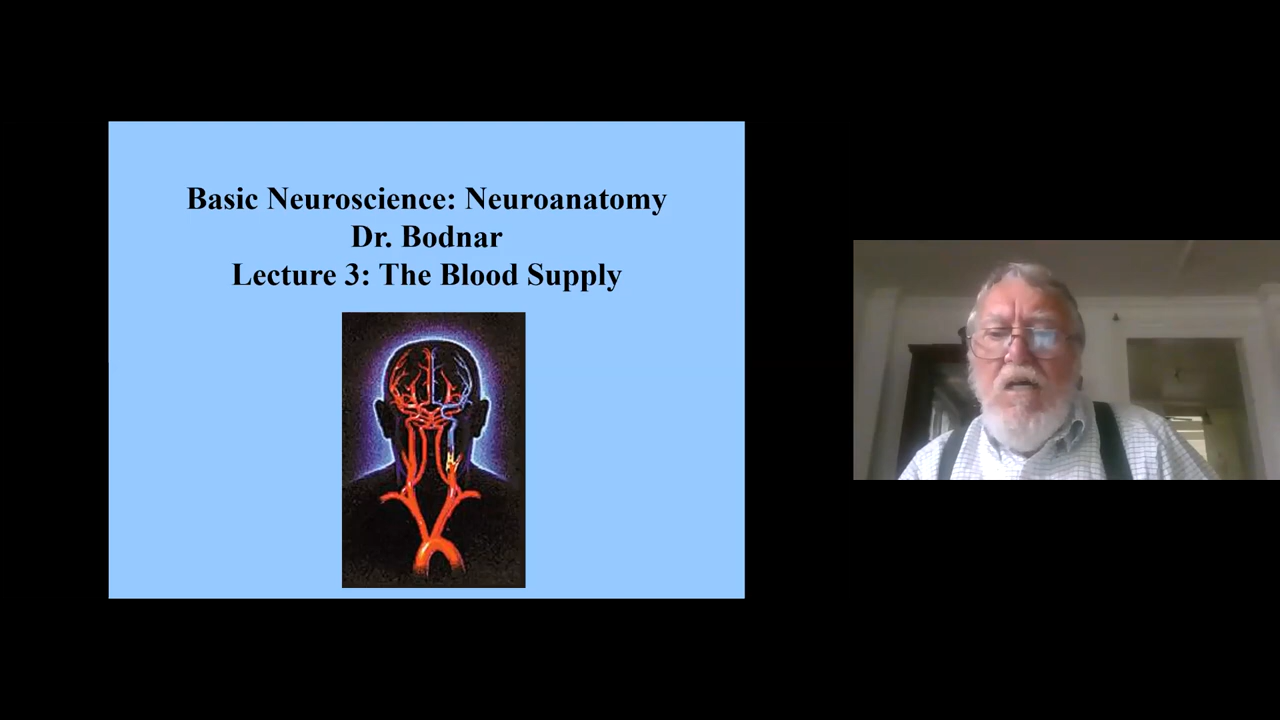 Basic Neuroscience: Neuroanatomy
Dr. Bodnar
Lecture 3: The Blood Supply